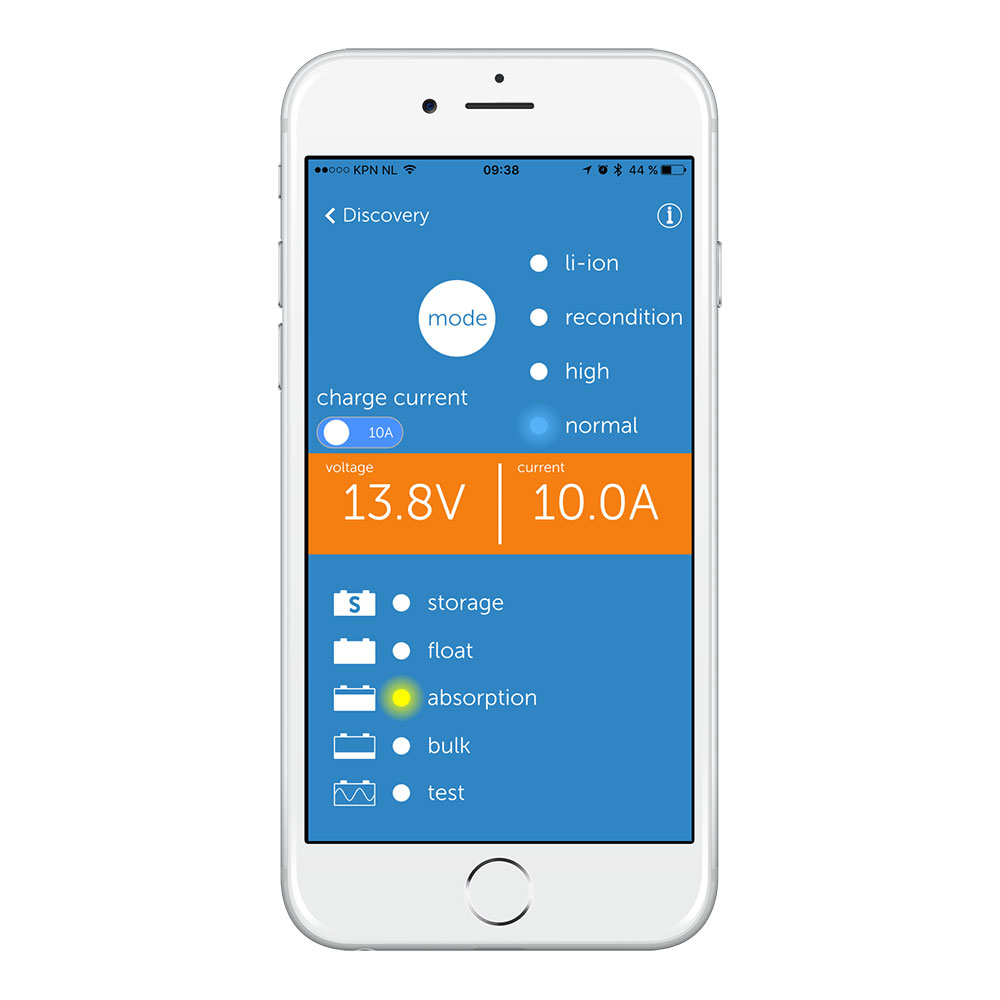 KPN NL 09:38 44 %
Discovery i
li-ion
mode recondition
high
charge current
10A normal
voltage current
13.8V 10.0A
S storage
float
absorption
bulk
test